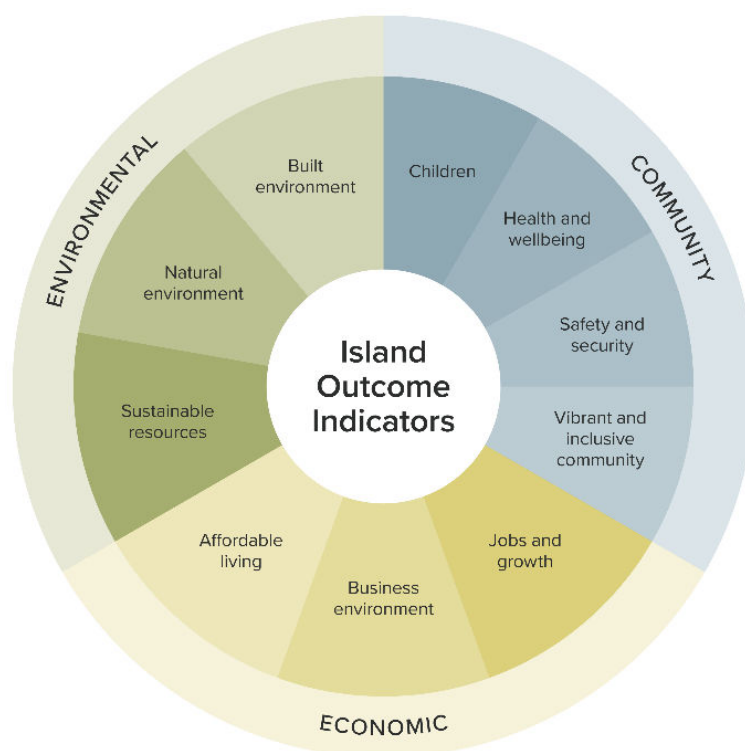 ENVIRONMENTAL
COMMUNITY
ECONOMIC
Built
environment
Children
Health and
wellbeing
Natural
environment
Safety and
security
Island
Outcome
Indicators
Sustainable
resources
Vibrant and
inclusive
community
Affordable
living
Business
environment
Jobs and
growth